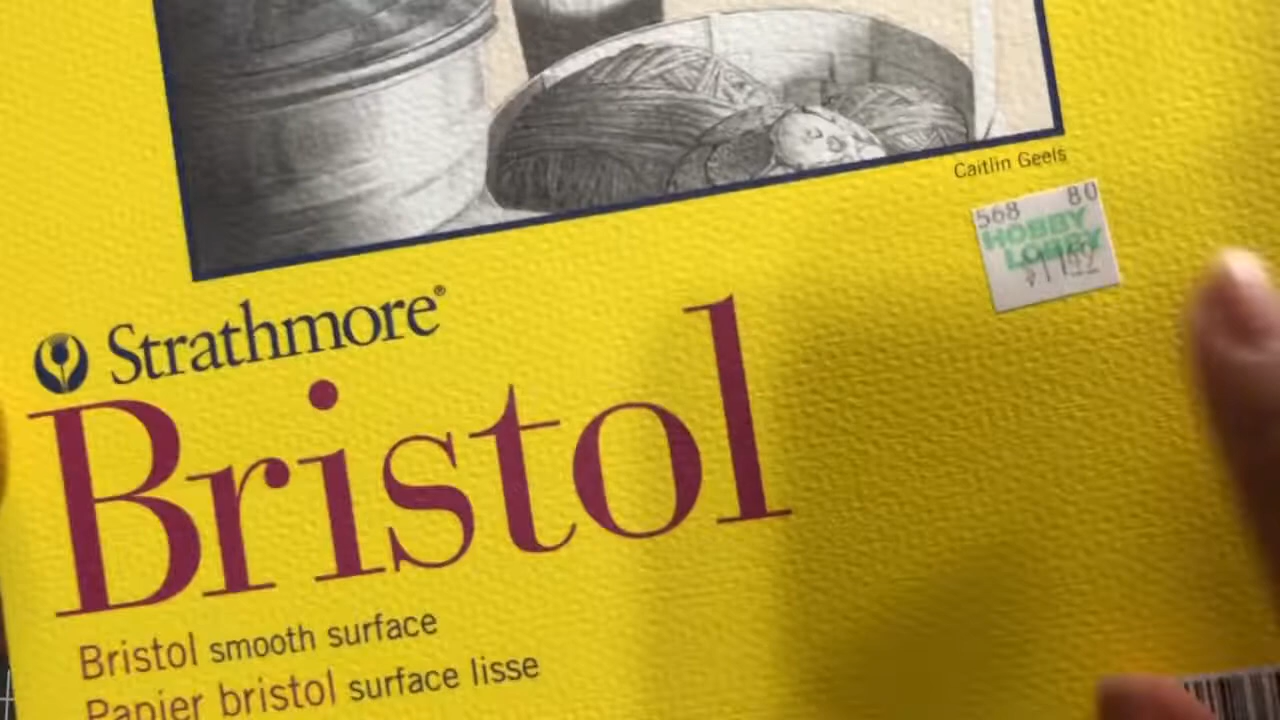 Caitlin Geels
568 80
HOBBY
LOBBY
Strathmore®
Bristol
Bristol smooth surface
Papier bristol surface lisse